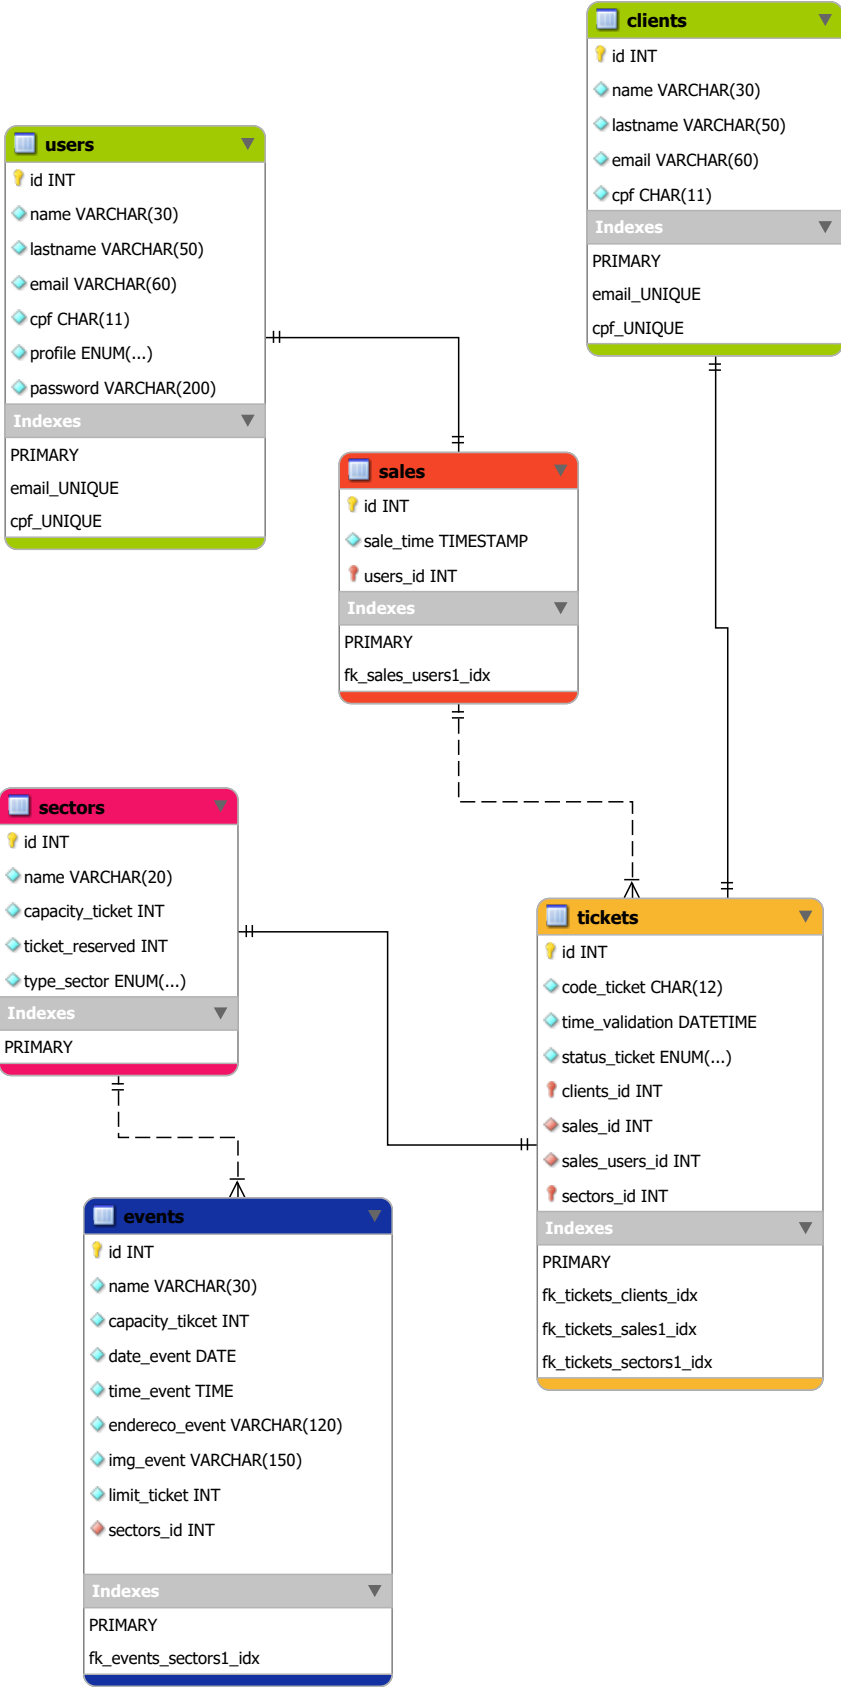 clients
id INT
name VARCHAR(30)
lastname VARCHAR(50)
email VARCHAR(60)
cpf CHAR(11)
Indexes
PRIMARY
email_UNIQUE
cpf_UNIQUE
users
id INT
name VARCHAR(30)
lastname VARCHAR(50)
email VARCHAR(60)
cpf CHAR(11)
profile ENUM(...)
password VARCHAR(200)
Indexes
PRIMARY
email_UNIQUE
cpf_UNIQUE
sales
id INT
sale_time TIMESTAMP
users_id INT
Indexes
PRIMARY
fk_sales_users1_idx
sectors
id INT
name VARCHAR(20)
capacity_ticket INT
ticket_reserved INT
type_sector ENUM(...)
Indexes
PRIMARY
tickets
id INT
code_ticket CHAR(12)
time_validation DATETIME
status_ticket ENUM(...)
clients_id INT
sales_id INT
sales_users_id INT
sectors_id INT
Indexes
PRIMARY
fk_tickets_clients_idx
fk_tickets_sales1_idx
fk_tickets_sectors1_idx
events
id INT
name VARCHAR(30)
capacity_tikcet INT
date_event DATE
time_event TIME
endereco_event VARCHAR(120)
img_event VARCHAR(150)
limit_ticket INT
sectors_id INT
Indexes
PRIMARY
fk_events_sectors1_idx